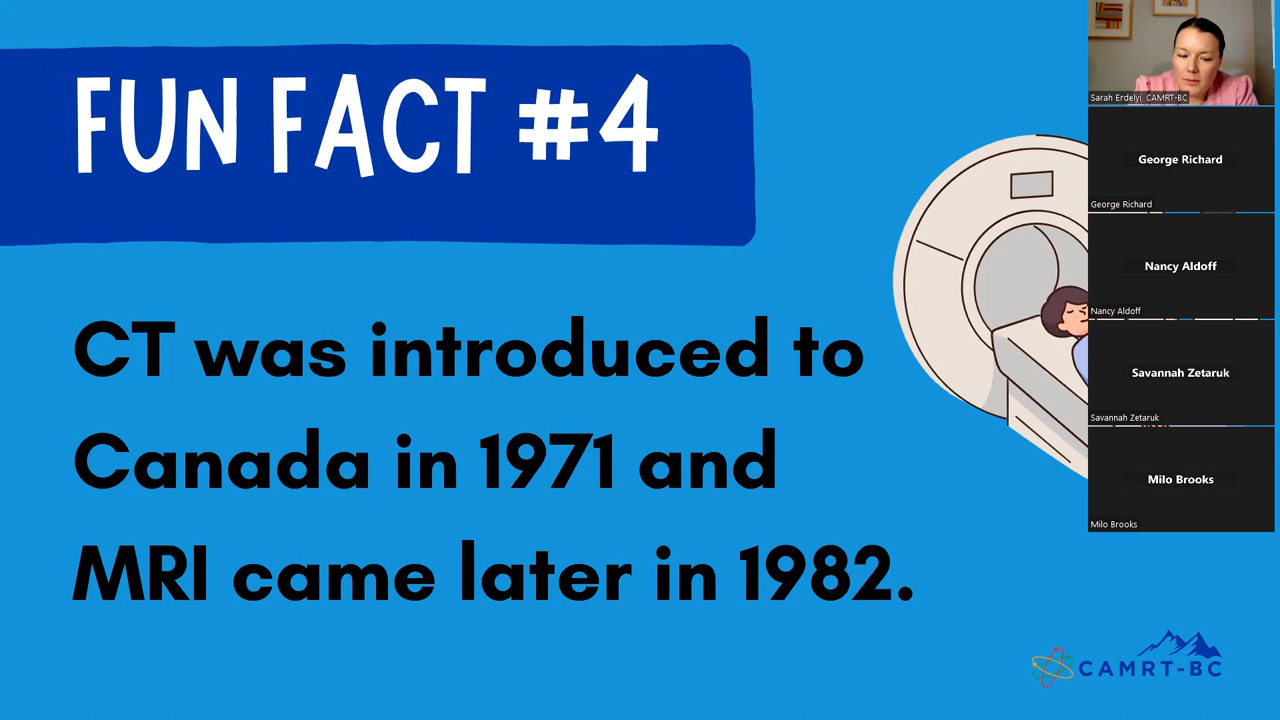 FUN FACT #4
CT was introduced to
Canada in 1971 and
MRI came later in 1982.
CAMRT-BC
Sarah Erdelyi, CAMRT-BC
George Richard
George Richard
Nancy Aldoff
Nancy Aldoff
Savannah Zetaruk
Savannah Zetaruk
Milo Brooks
Milo Brooks